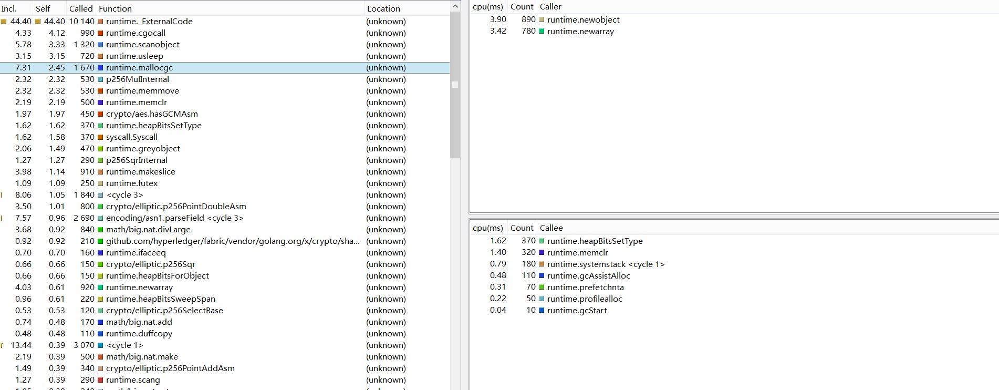 Incl. Self Called Function Location
44.40 44.40 10 140 runtime._ExternalCode (unknown)
4.33 4.12 990 runtime.cgocall (unknown)
5.78 3.33 1 320 runtime.scanobject (unknown)
3.15 3.15 720 runtime.usleep (unknown)
7.31 2.45 1 670 runtime.mallocgc (unknown)
2.32 2.32 530 p256MulInternal (unknown)
2.32 2.32 530 runtime.memmove (unknown)
2.19 2.19 500 runtime.memclr (unknown)
1.97 1.97 450 crypto/aes.hasGCMAsm (unknown)
1.62 1.62 370 runtime.heapBitsSetType (unknown)
1.62 1.58 370 syscall.Syscall (unknown)
2.06 1.49 470 runtime.greyobject (unknown)
1.27 1.27 290 p256SqrInternal (unknown)
3.98 1.14 910 runtime.makeslice (unknown)
1.09 1.09 250 runtime.futex (unknown)
8.06 1.05 1 840 <cycle 3> (unknown)
3.50 1.01 800 crypto/elliptic.p256PointDoubleAsm (unknown)
7.57 0.96 2 690 encoding/asn1.parseField <cycle 3> (unknown)
3.68 0.92 840 math/big.nat.divLarge (unknown)
0.92 0.92 210 github.com/hyperledger/fabric/vendor/golang.org/x/crypto/sha... (unknown)
0.70 0.70 160 runtime.ifaceeq (unknown)
0.66 0.66 150 crypto/elliptic.p256Sqr (unknown)
0.66 0.66 150 runtime.heapBitsForObject (unknown)
4.03 0.61 920 runtime.newarray (unknown)
0.96 0.61 220 runtime.heapBitsSweepSpan (unknown)
0.53 0.53 120 crypto/elliptic.p256SelectBase (unknown)
0.74 0.48 170 math/big.nat.add (unknown)
0.48 0.48 110 runtime.duffcopy (unknown)
13.44 0.39 3 070 <cycle 1> (unknown)
2.19 0.39 500 math/big.nat.make (unknown)
1.49 0.39 340 crypto/elliptic.p256PointAddAsm (unknown)
1.27 0.39 290 runtime.scang (unknown)
cpu(ms) Count Caller
3.90 890 runtime.newobject
3.42 780 runtime.newarray
cpu(ms) Count Callee
1.62 370 runtime.heapBitsSetType
1.40 320 runtime.memclr
0.79 180 runtime.systemstack <cycle 1>
0.48 110 runtime.gcAssistAlloc
0.31 70 runtime.prefetchnta
0.22 50 runtime.profilealloc
0.04 10 runtime.gcStart